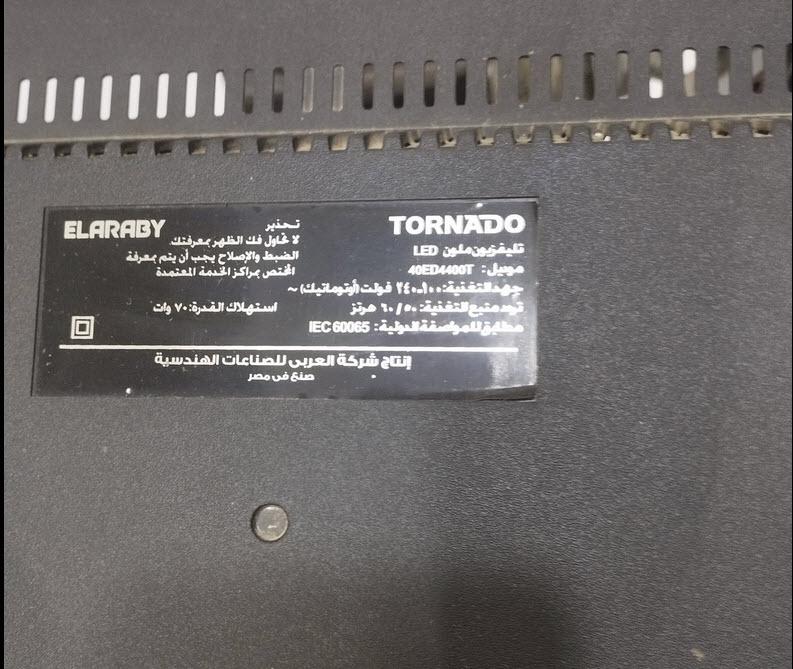 TORNADO
تليفزيون ملون LED
موديل: 40ED4400T
جهد التغذية: ١٠٠-٢٤٠ فولت (أوتوماتيك) ~
تردد منبع التغذية: ٥٠/ ٦٠ هرتز
استهلاك القدرة: ٧٠ وات
مطابق للمواصفة الدولية: IEC 60065
ELARABY
تحذير
لا تحاول فك الظهر بمعرفتك
الضبط والإصلاح يجب أن يتم بمعرفة
المختص بمراكز الخدمة المعتمدة
إنتاج شركة العربى للصناعات الهندسية
صنع فى مصر